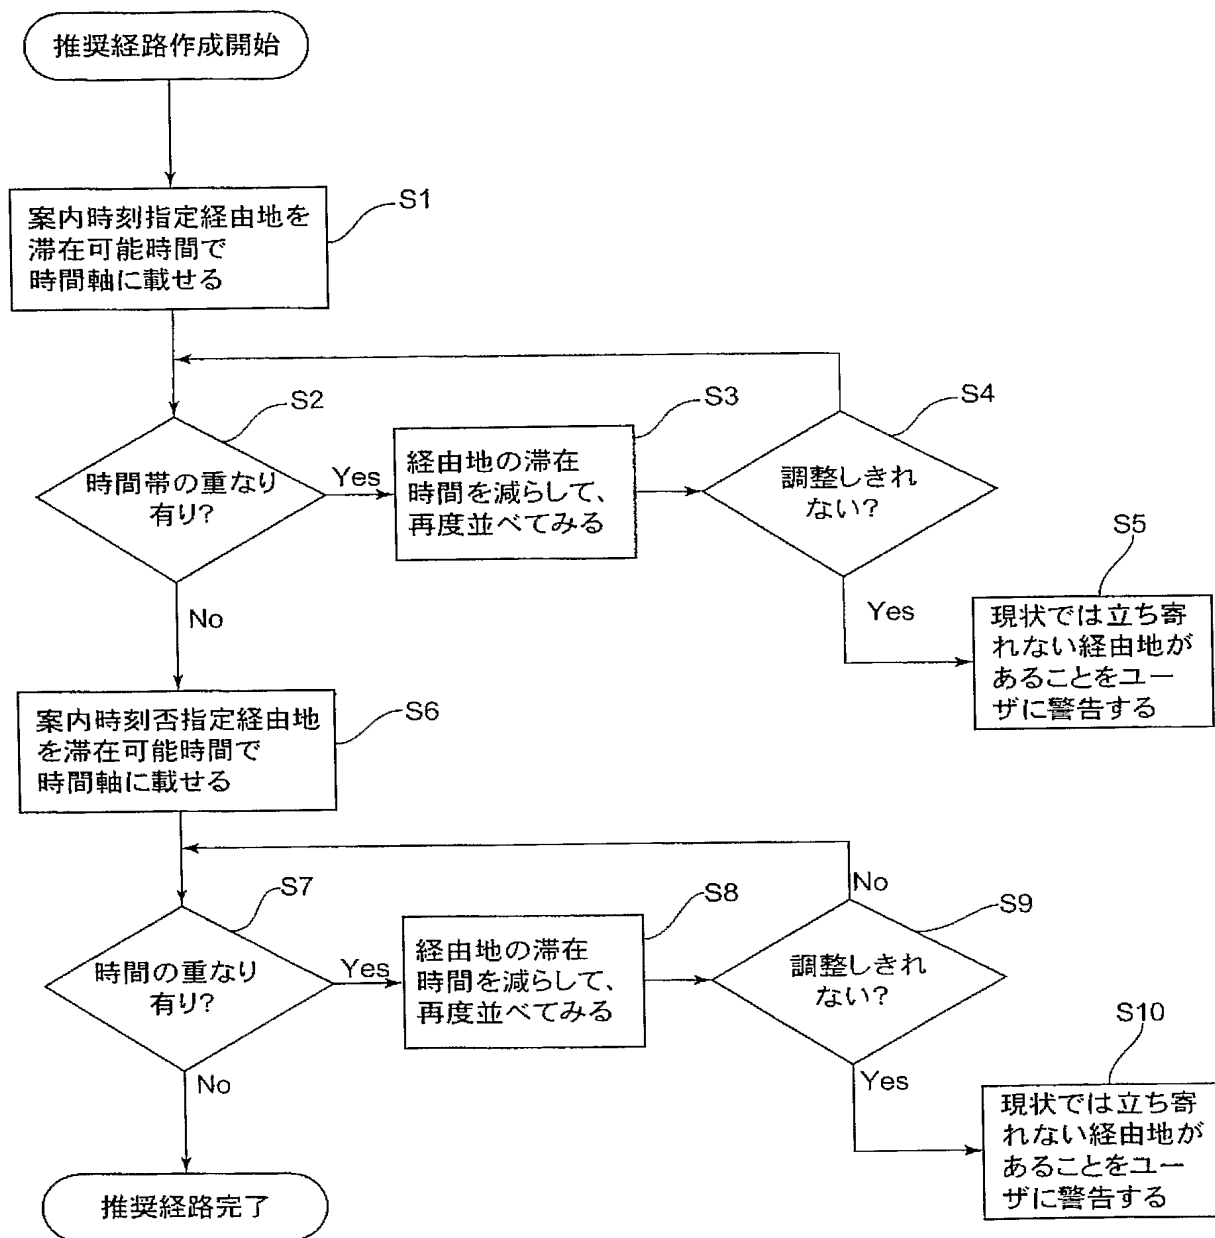 推奨経路作成開始
S1
案内時刻指定経由地を
滞在可能時間で
時間軸に載せる
S2
時間帯の重なり
有り?
Yes
No
S3
経由地の滞在
時間を減らして、
再度並べてみる
S4
調整しきれ
ない?
Yes
S5
現状では立ち寄
れない経由地が
あることをユー
ザに警告する
S6
案内時刻否指定経由地
を滞在可能時間で
時間軸に載せる
S7
時間の重なり
有り?
Yes
No
S8
経由地の滞在
時間を減らして、
再度並べてみる
No
S9
調整しきれ
ない?
Yes
S10
現状では立ち寄
れない経由地が
あることをユー
ザに警告する
推奨経路完了